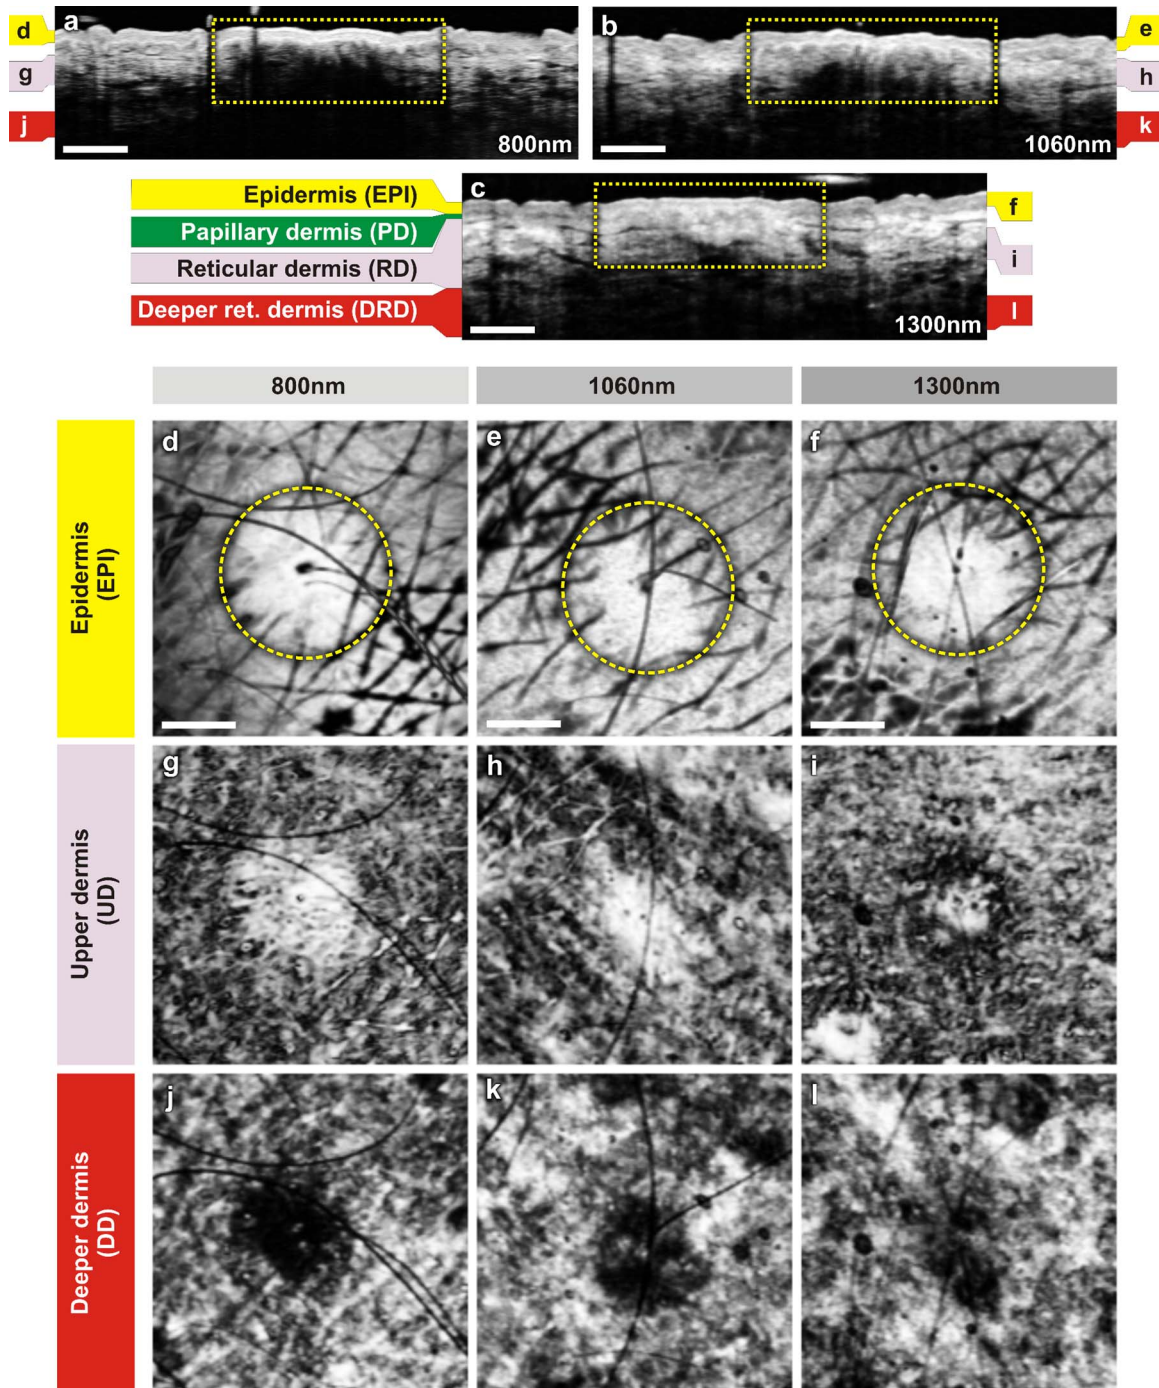 a
b
d
e
g
h
j
k
800nm
1060nm
c
Epidermis (EPI)
f
Papillary dermis (PD)
Reticular dermis (RD)
i
Deeper ret. dermis (DRD)
l
1300nm
800nm
1060nm
1300nm
Epidermis
(EPI)
d
e
f
Upper dermis
(UD)
g
h
i
Deeper dermis
(DD)
j
k
l